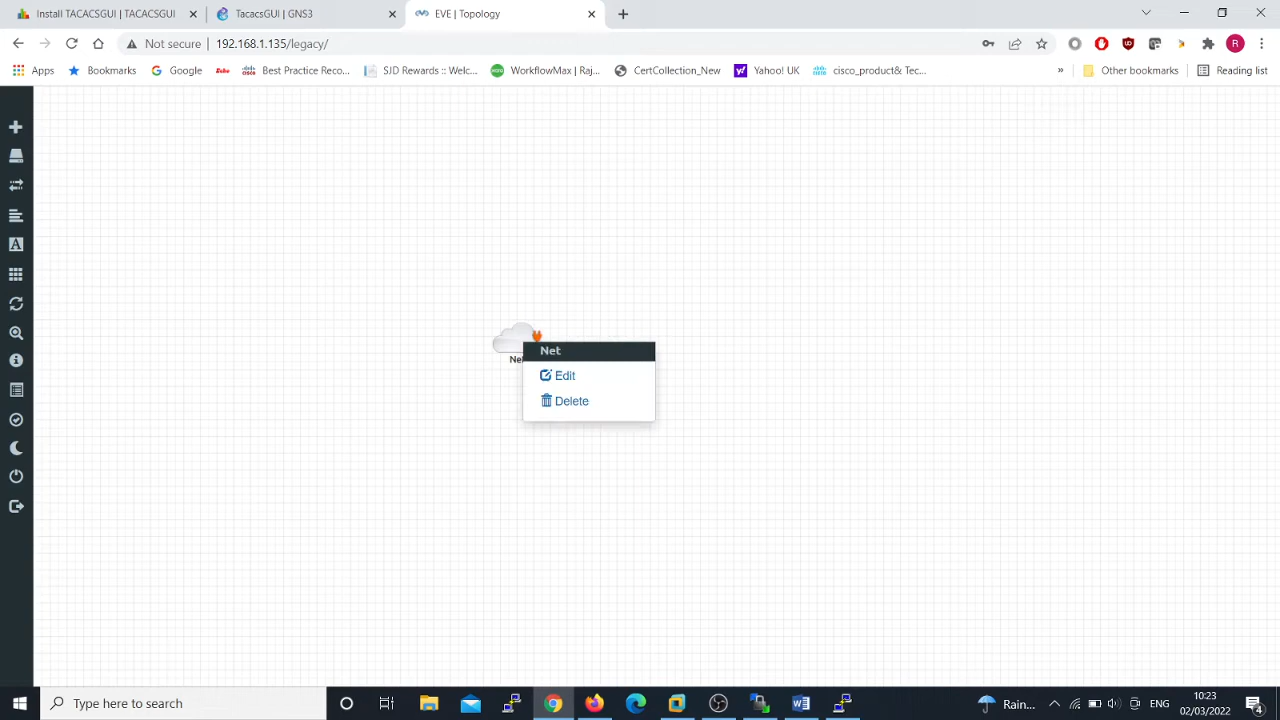 Install TACACSGUI | TACACSGUI
TacacsGUI | GNS3
EVE | Topology
Not secure | 192.168.1.135/legacy/
R
Apps
Bookmarks
Google
Best Practice Reco...
SJD Rewards :: Welc...
WorkflowMax | Raj...
CertCollection_New
Yahoo! UK
cisco_product& Tec...
»
Other bookmarks
Reading list
Net
Edit
Delete
Type here to search
Rain...
ENG
10:23
02/03/2022
4